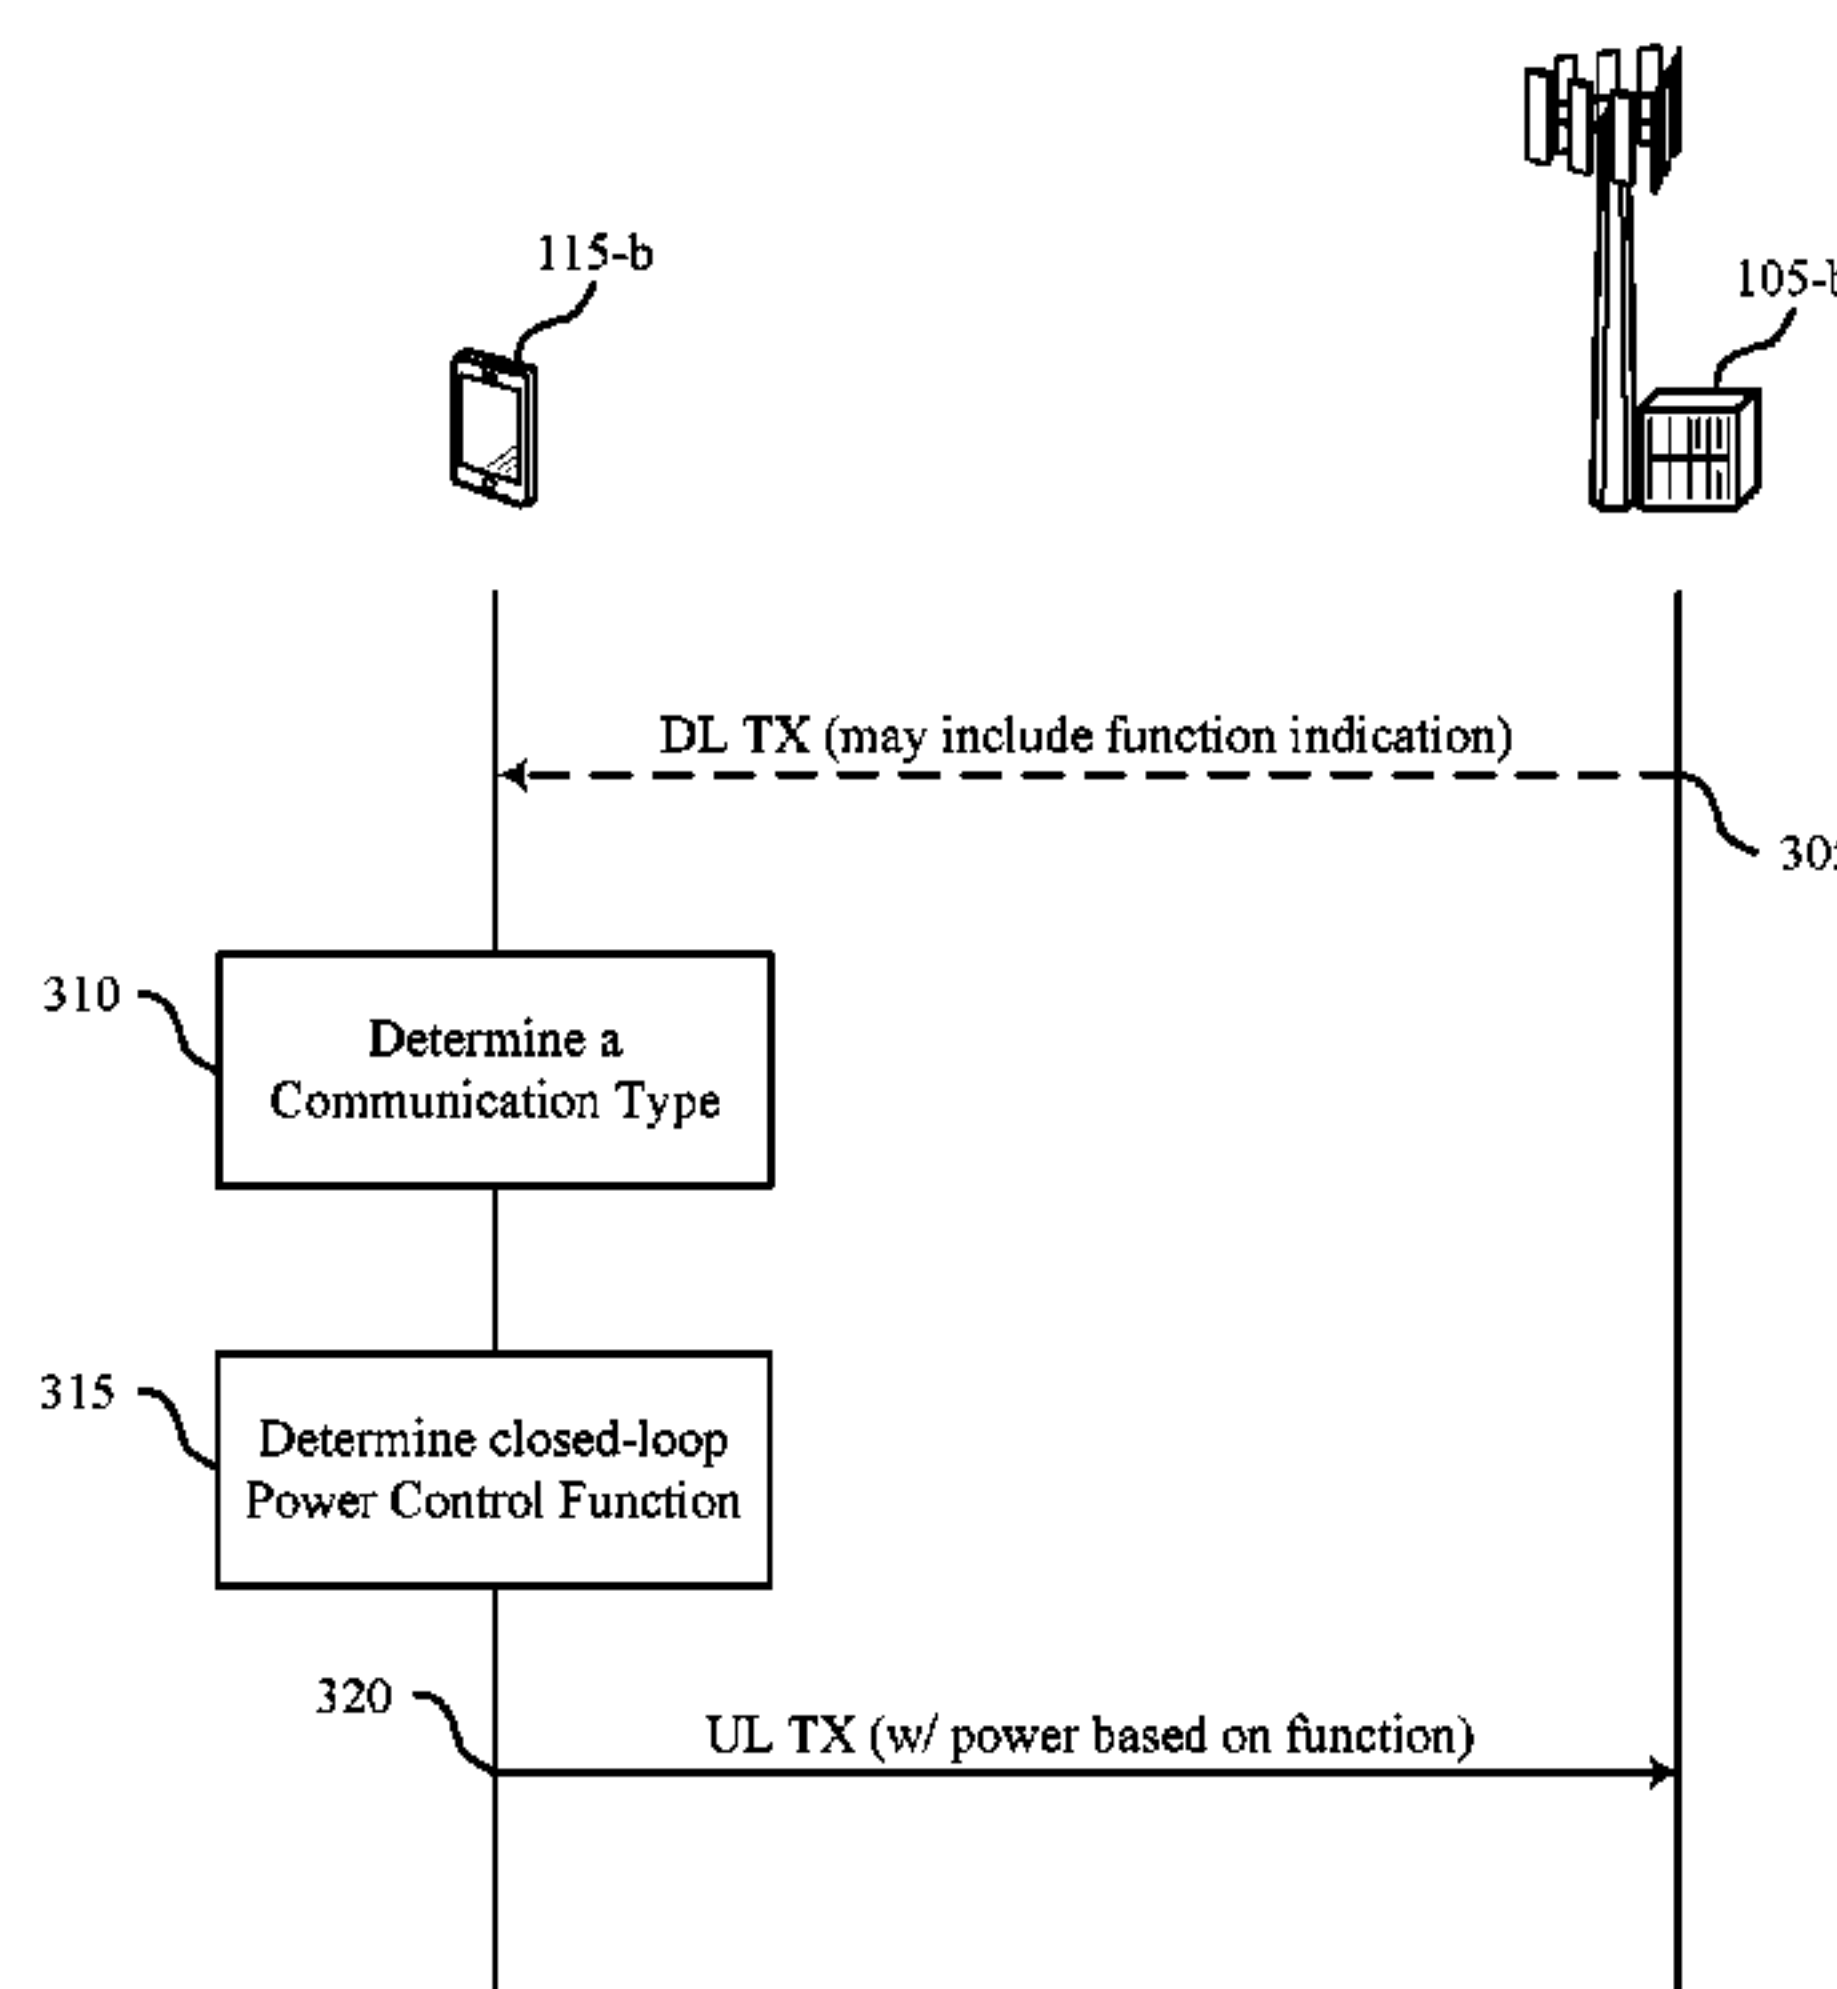 115-b
105-b
DL TX (may include function indication)
305
310
Determine a
Communication Type
315
Determine closed-loop
Power Control Function
320
UL TX (w/ power based on function)